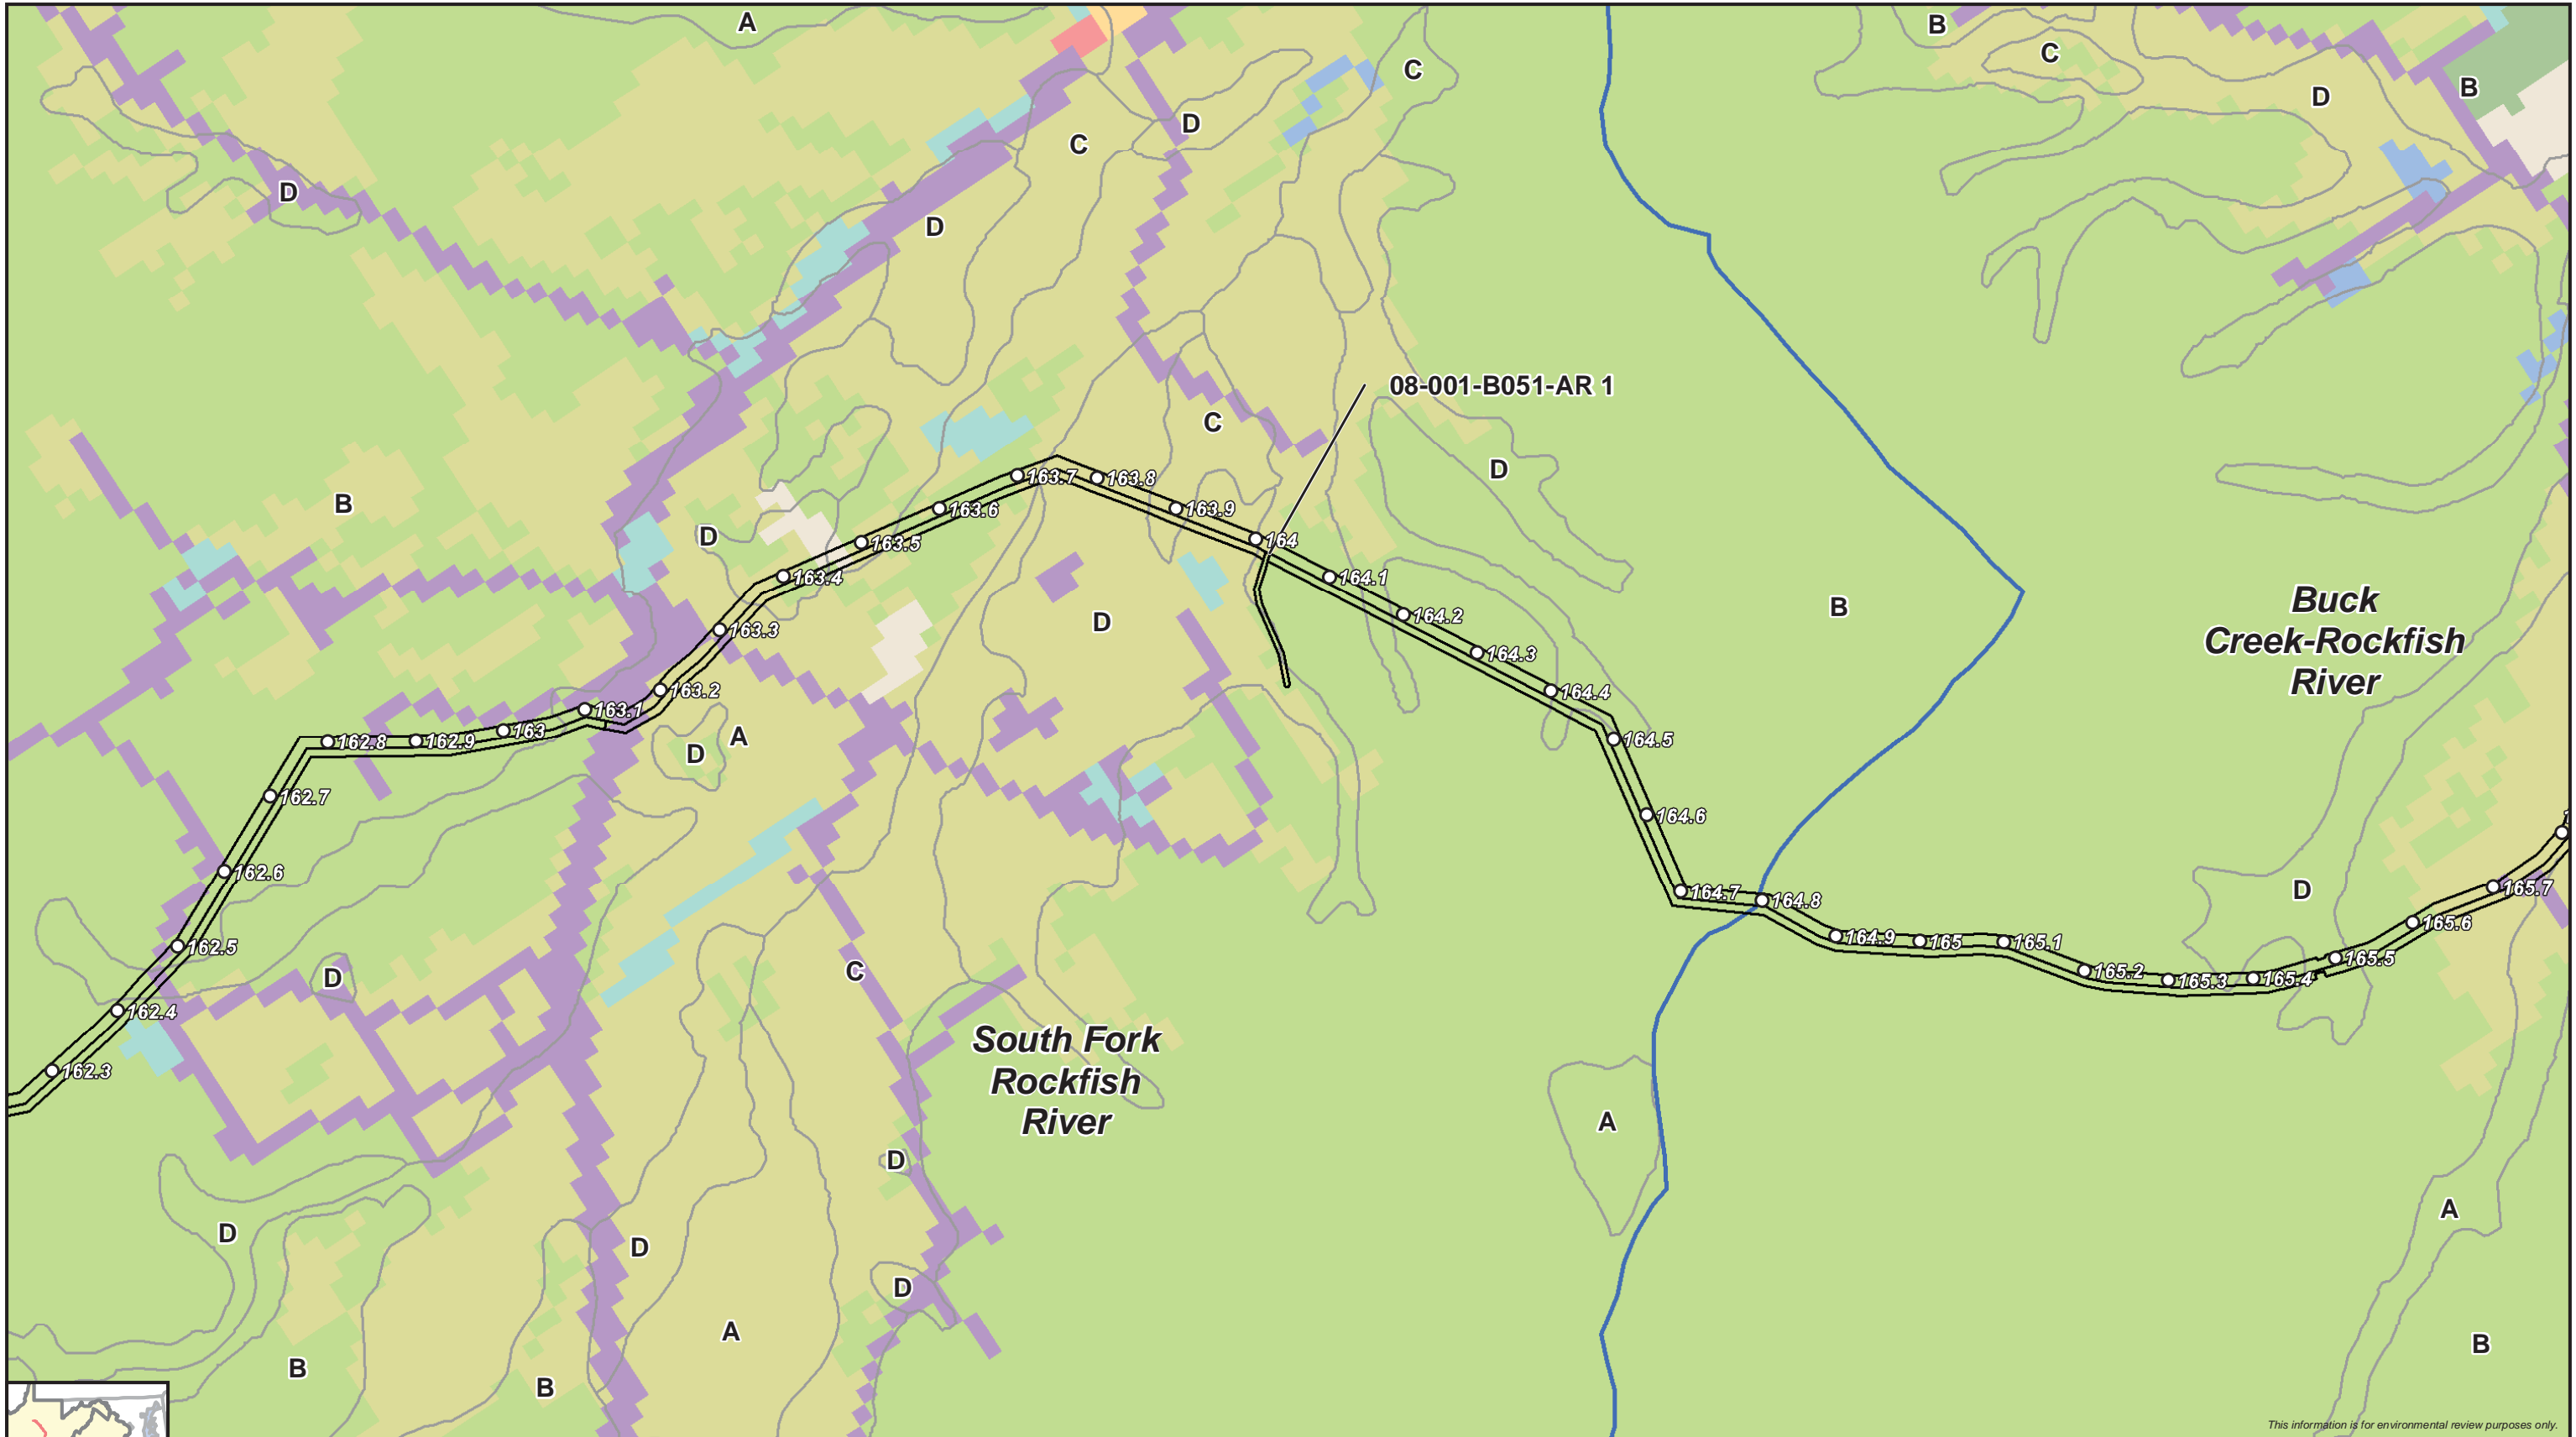 A
B
C
C
B
D
D
C
D
D
08-001-B051-AR 1
C
D
B
163.7
163.8
163.6
163.9
D
163.5
164
163.4
164.1
B
Buck
Creek-Rockfish
River
164.2
D
163.3
164.3
163.2
164.4
163.1
163
A
D
162.8
162.9
164.5
162.7
164.6
162.6
164.7
164.8
D
165.7
165.6
164.9
165
165.1
162.5
165.5
C
D
165.2
165.3
165.4
162.4
South Fork
Rockfish
River
162.3
A
D
A
D
D
D
A
B
B
B
This information is for environmental review purposes only.